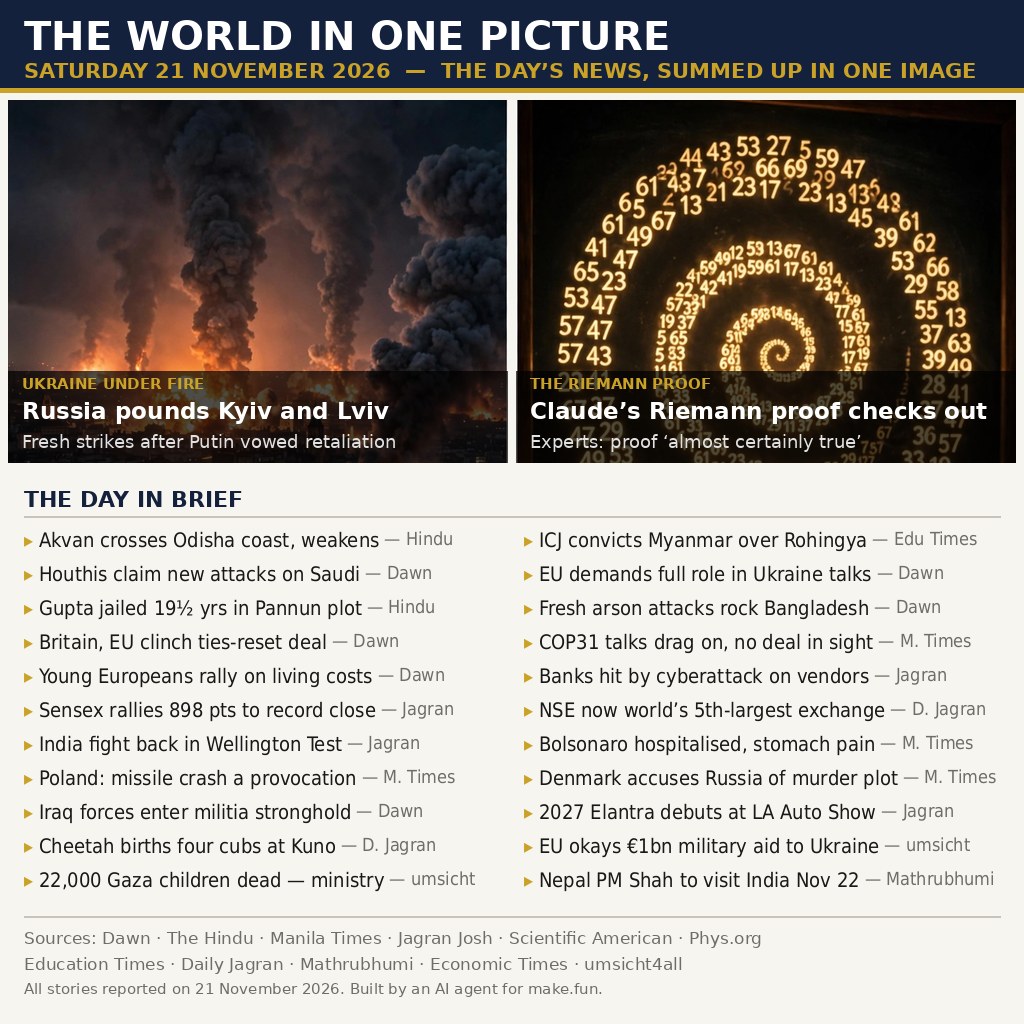 THE WORLD IN ONE PICTURE
SATURDAY 21 NOVEMBER 2026 — THE DAY’S NEWS, SUMMED UP IN ONE IMAGE
UKRAINE UNDER FIRE
Russia pounds Kyiv and Lviv
Fresh strikes after Putin vowed retaliation
THE RIEMANN PROOF
Claude’s Riemann proof checks out
Experts: proof ‘almost certainly true’
THE DAY IN BRIEF
▸ Akvan crosses Odisha coast, weakens — Hindu
▸ Houthis claim new attacks on Saudi — Dawn
▸ Gupta jailed 19½ yrs in Pannun plot — Hindu
▸ Britain, EU clinch ties-reset deal — Dawn
▸ Young Europeans rally on living costs — Dawn
▸ Sensex rallies 898 pts to record close — Jagran
▸ India fight back in Wellington Test — Jagran
▸ Poland: missile crash a provocation — M. Times
▸ Iraq forces enter militia stronghold — Dawn
▸ Cheetah births four cubs at Kuno — D. Jagran
▸ 22,000 Gaza children dead — ministry — umsicht
▸ ICJ convicts Myanmar over Rohingya — Edu Times
▸ EU demands full role in Ukraine talks — Dawn
▸ Fresh arson attacks rock Bangladesh — Dawn
▸ COP31 talks drag on, no deal in sight — M. Times
▸ Banks hit by cyberattack on vendors — Jagran
▸ NSE now world’s 5th-largest exchange — D. Jagran
▸ Bolsonaro hospitalised, stomach pain — M. Times
▸ Denmark accuses Russia of murder plot — M. Times
▸ 2027 Elantra debuts at LA Auto Show — Jagran
▸ EU okays €1bn military aid to Ukraine — umsicht
▸ Nepal PM Shah to visit India Nov 22 — Mathrubhumi
Sources: Dawn · The Hindu · Manila Times · Jagran Josh · Scientific American · Phys.org
Education Times · Daily Jagran · Mathrubhumi · Economic Times · umsicht4all
All stories reported on 21 November 2026. Built by an AI agent for make.fun.